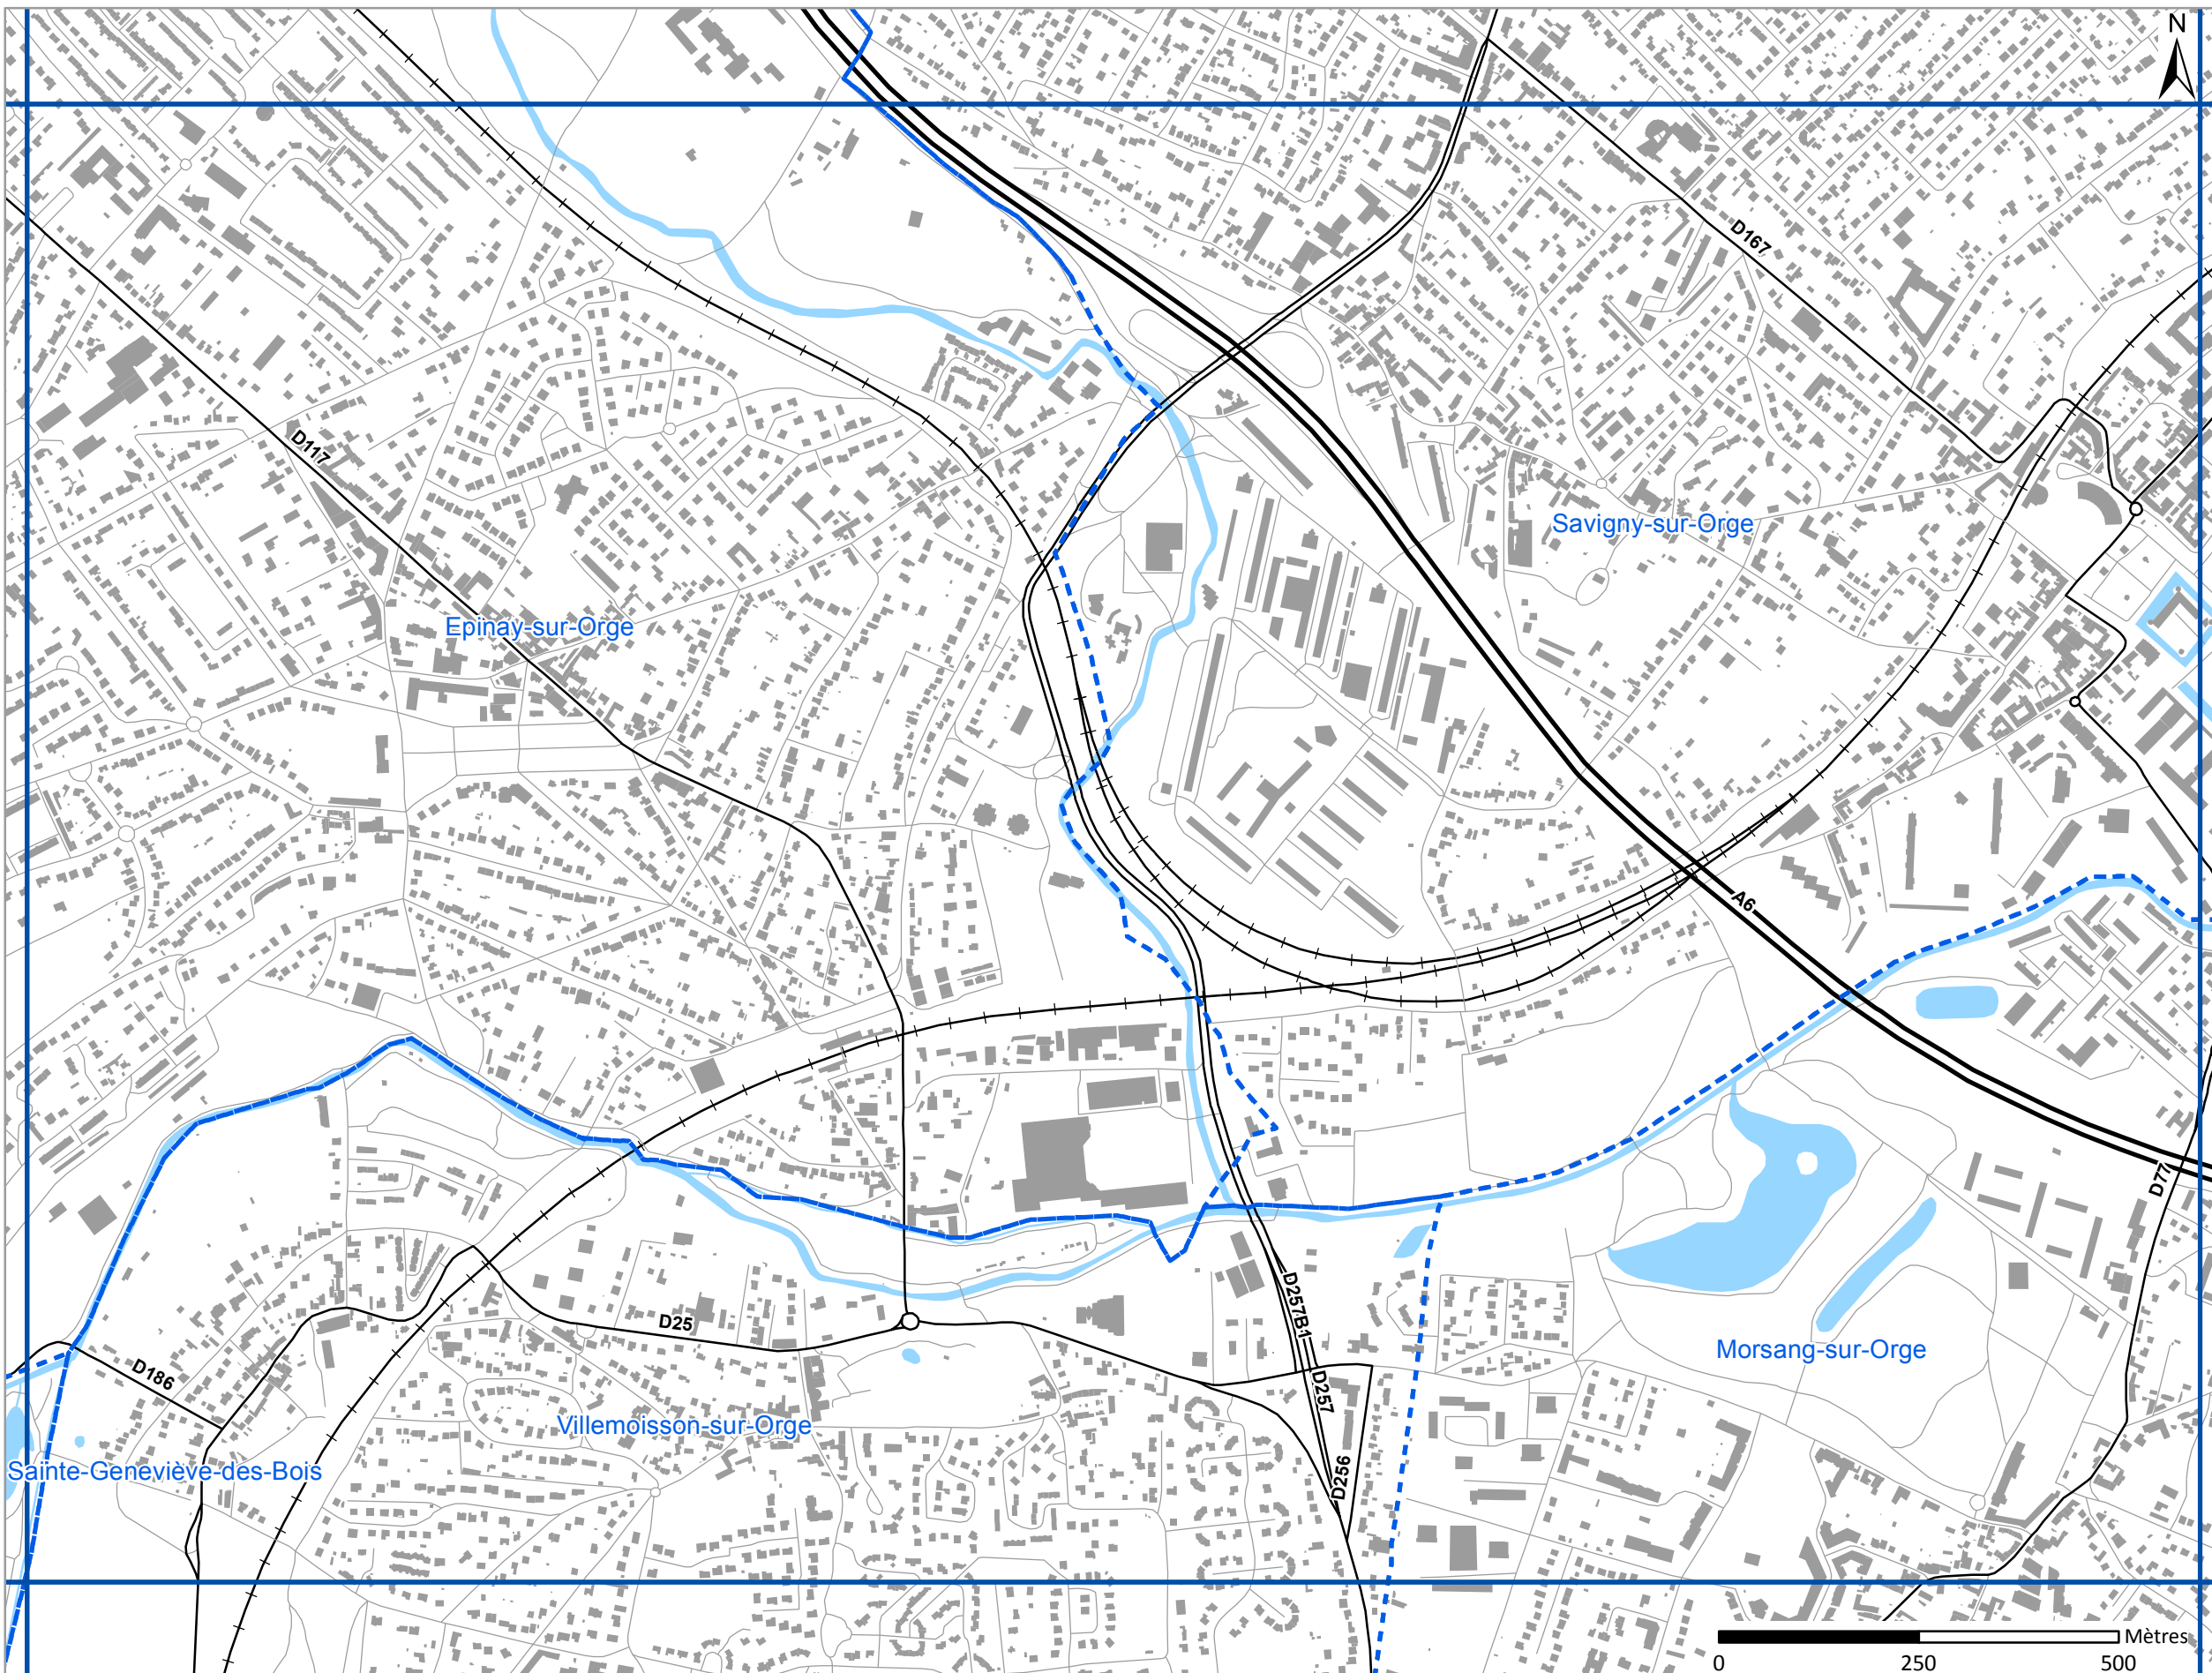 N
D167
D117
Savigny-sur-Orge
Epinay-sur-Orge
A6
D77
D257B1
D25
Morsang-sur-Orge
D186
D257
Villemoisson-sur-Orge
Sainte-Geneviève-des-Bois
D256
Mètres
0 250 500